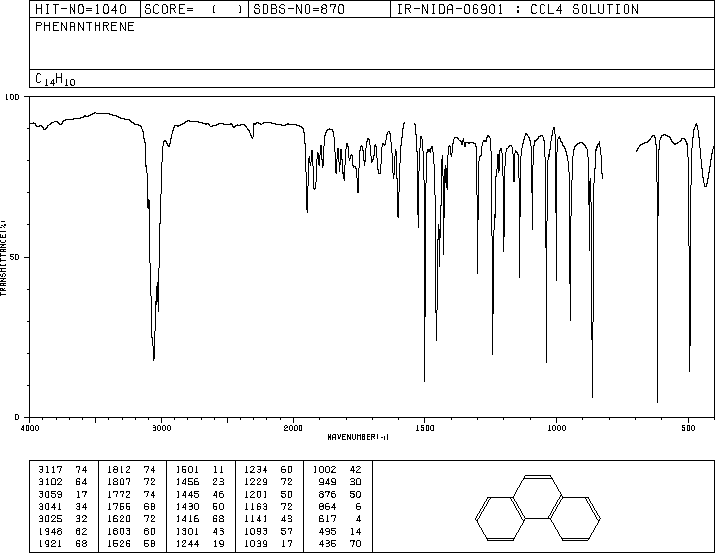 HIT-NO=1040 SCORE= ( ) SDBS-NO=870 IR-NIDA-06901 : CCL4 SOLUTION
PHENANTHRENE
C14H10
100
50
0
TRANSMITTANCE(%)
4000 3000 2000 1500 1000 500
WAVENUMBER(-1)
3117 74 1812 74 1501 11 1234 60 1002 42
3102 64 1807 72 1456 23 1229 72 949 30
3059 17 1772 74 1445 46 1201 50 876 50
3041 34 1756 68 1430 50 1163 72 864 6
3025 32 1620 72 1416 68 1141 43 617 4
1946 62 1603 60 1301 43 1093 57 495 14
1921 68 1526 58 1244 19 1039 17 435 70